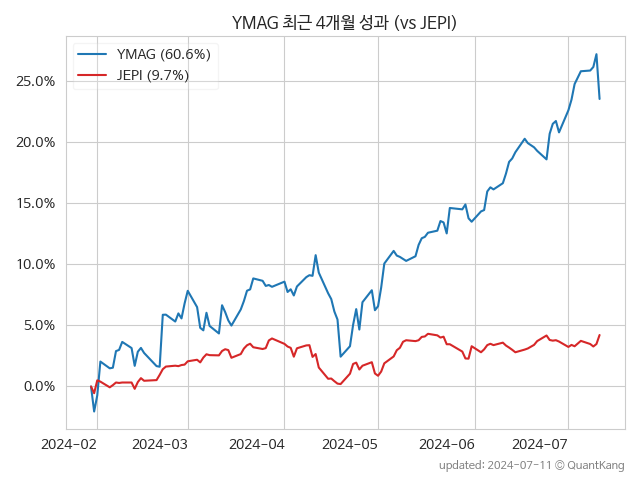 YMAG 최근 4개월 성과 (vs JEPI)
YMAG (60.6%)
JEPI (9.7%)
25.0%
20.0%
15.0%
10.0%
5.0%
0.0%
2024-02 2024-03 2024-04 2024-05 2024-06 2024-07
updated: 2024-07-11 © QuantKang